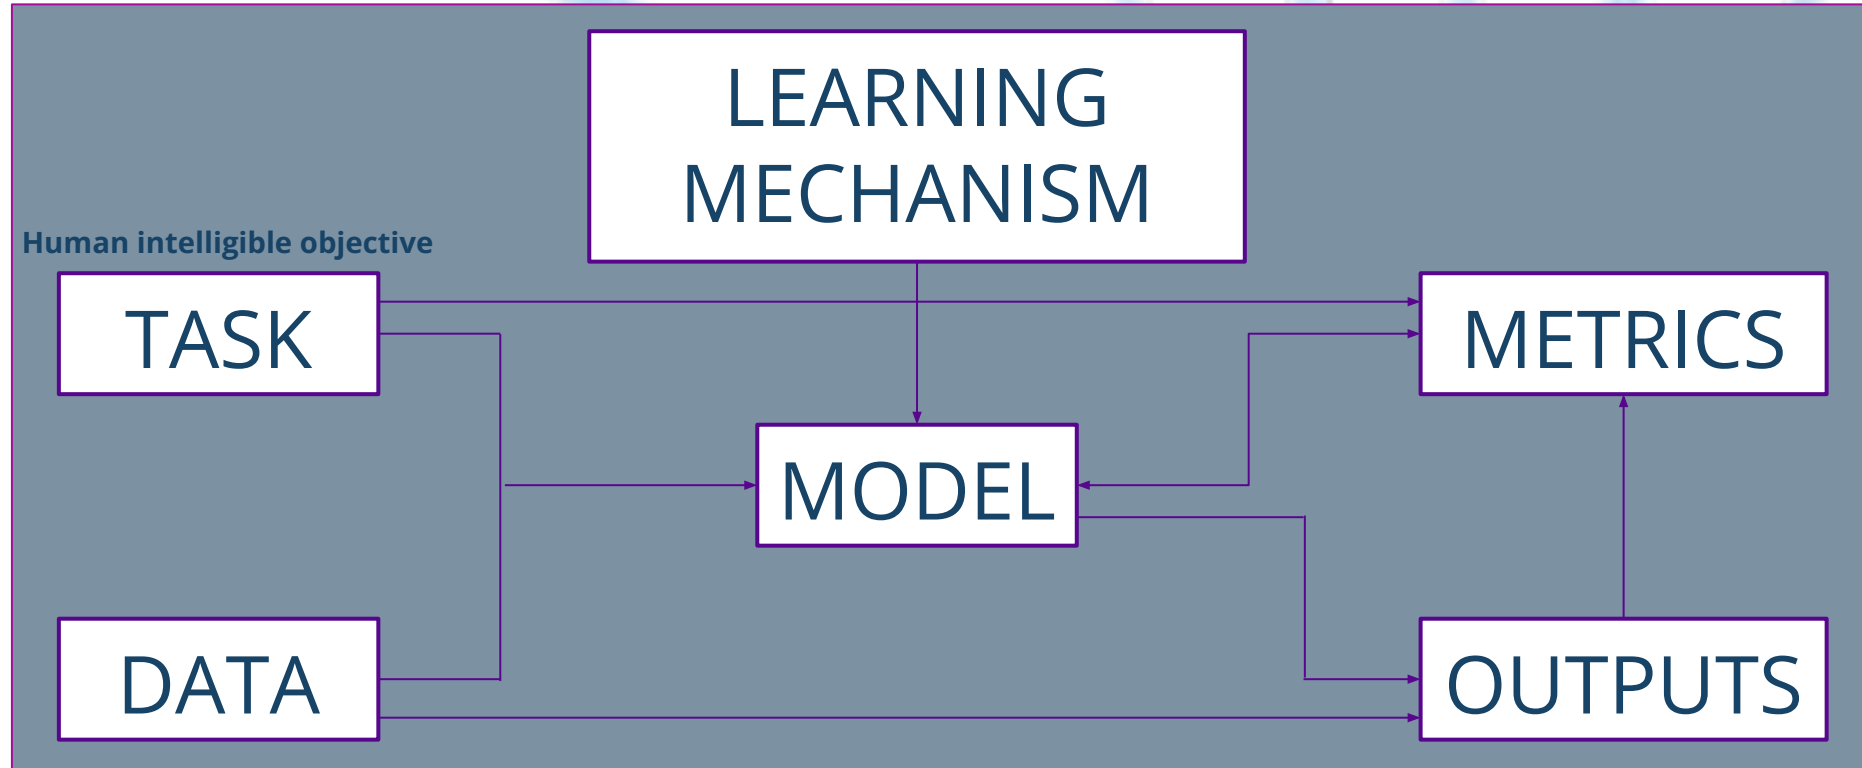 LEARNING
MECHANISM
Human intelligible objective
TASK
METRICS
MODEL
DATA
OUTPUTS